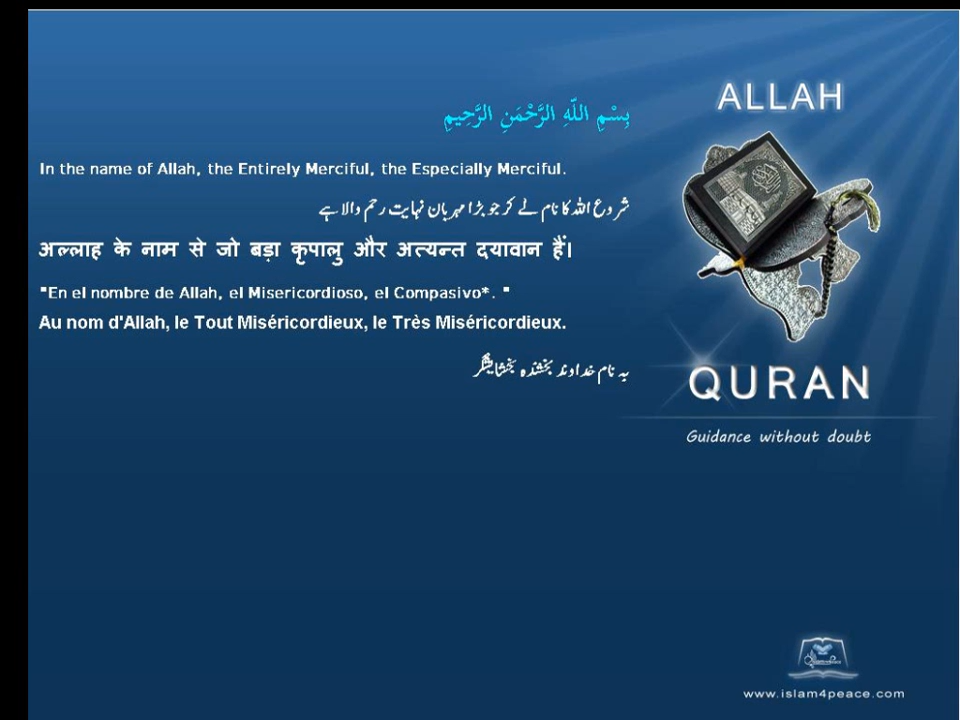 بِسْمِ اللَّهِ الرَّحْمَنِ الرَّحِيمِ
In the name of Allah, the Entirely Merciful, the Especially Merciful.
شروع اللہ کا نام لے کر جو بڑا مہربان نہایت رحم والا ہے
अल्लाह के नाम से जो बड़ा कृपालु और अत्यन्त दयावान हैं।
"En el nombre de Allah, el Misericordioso, el Compasivo*. "
Au nom d'Allah, le Tout Miséricordieux, le Très Miséricordieux.
به نام خداوند بخشنده بخشایشگر
ALLAH
QURAN
Guidance without doubt
www.islam4peace.com